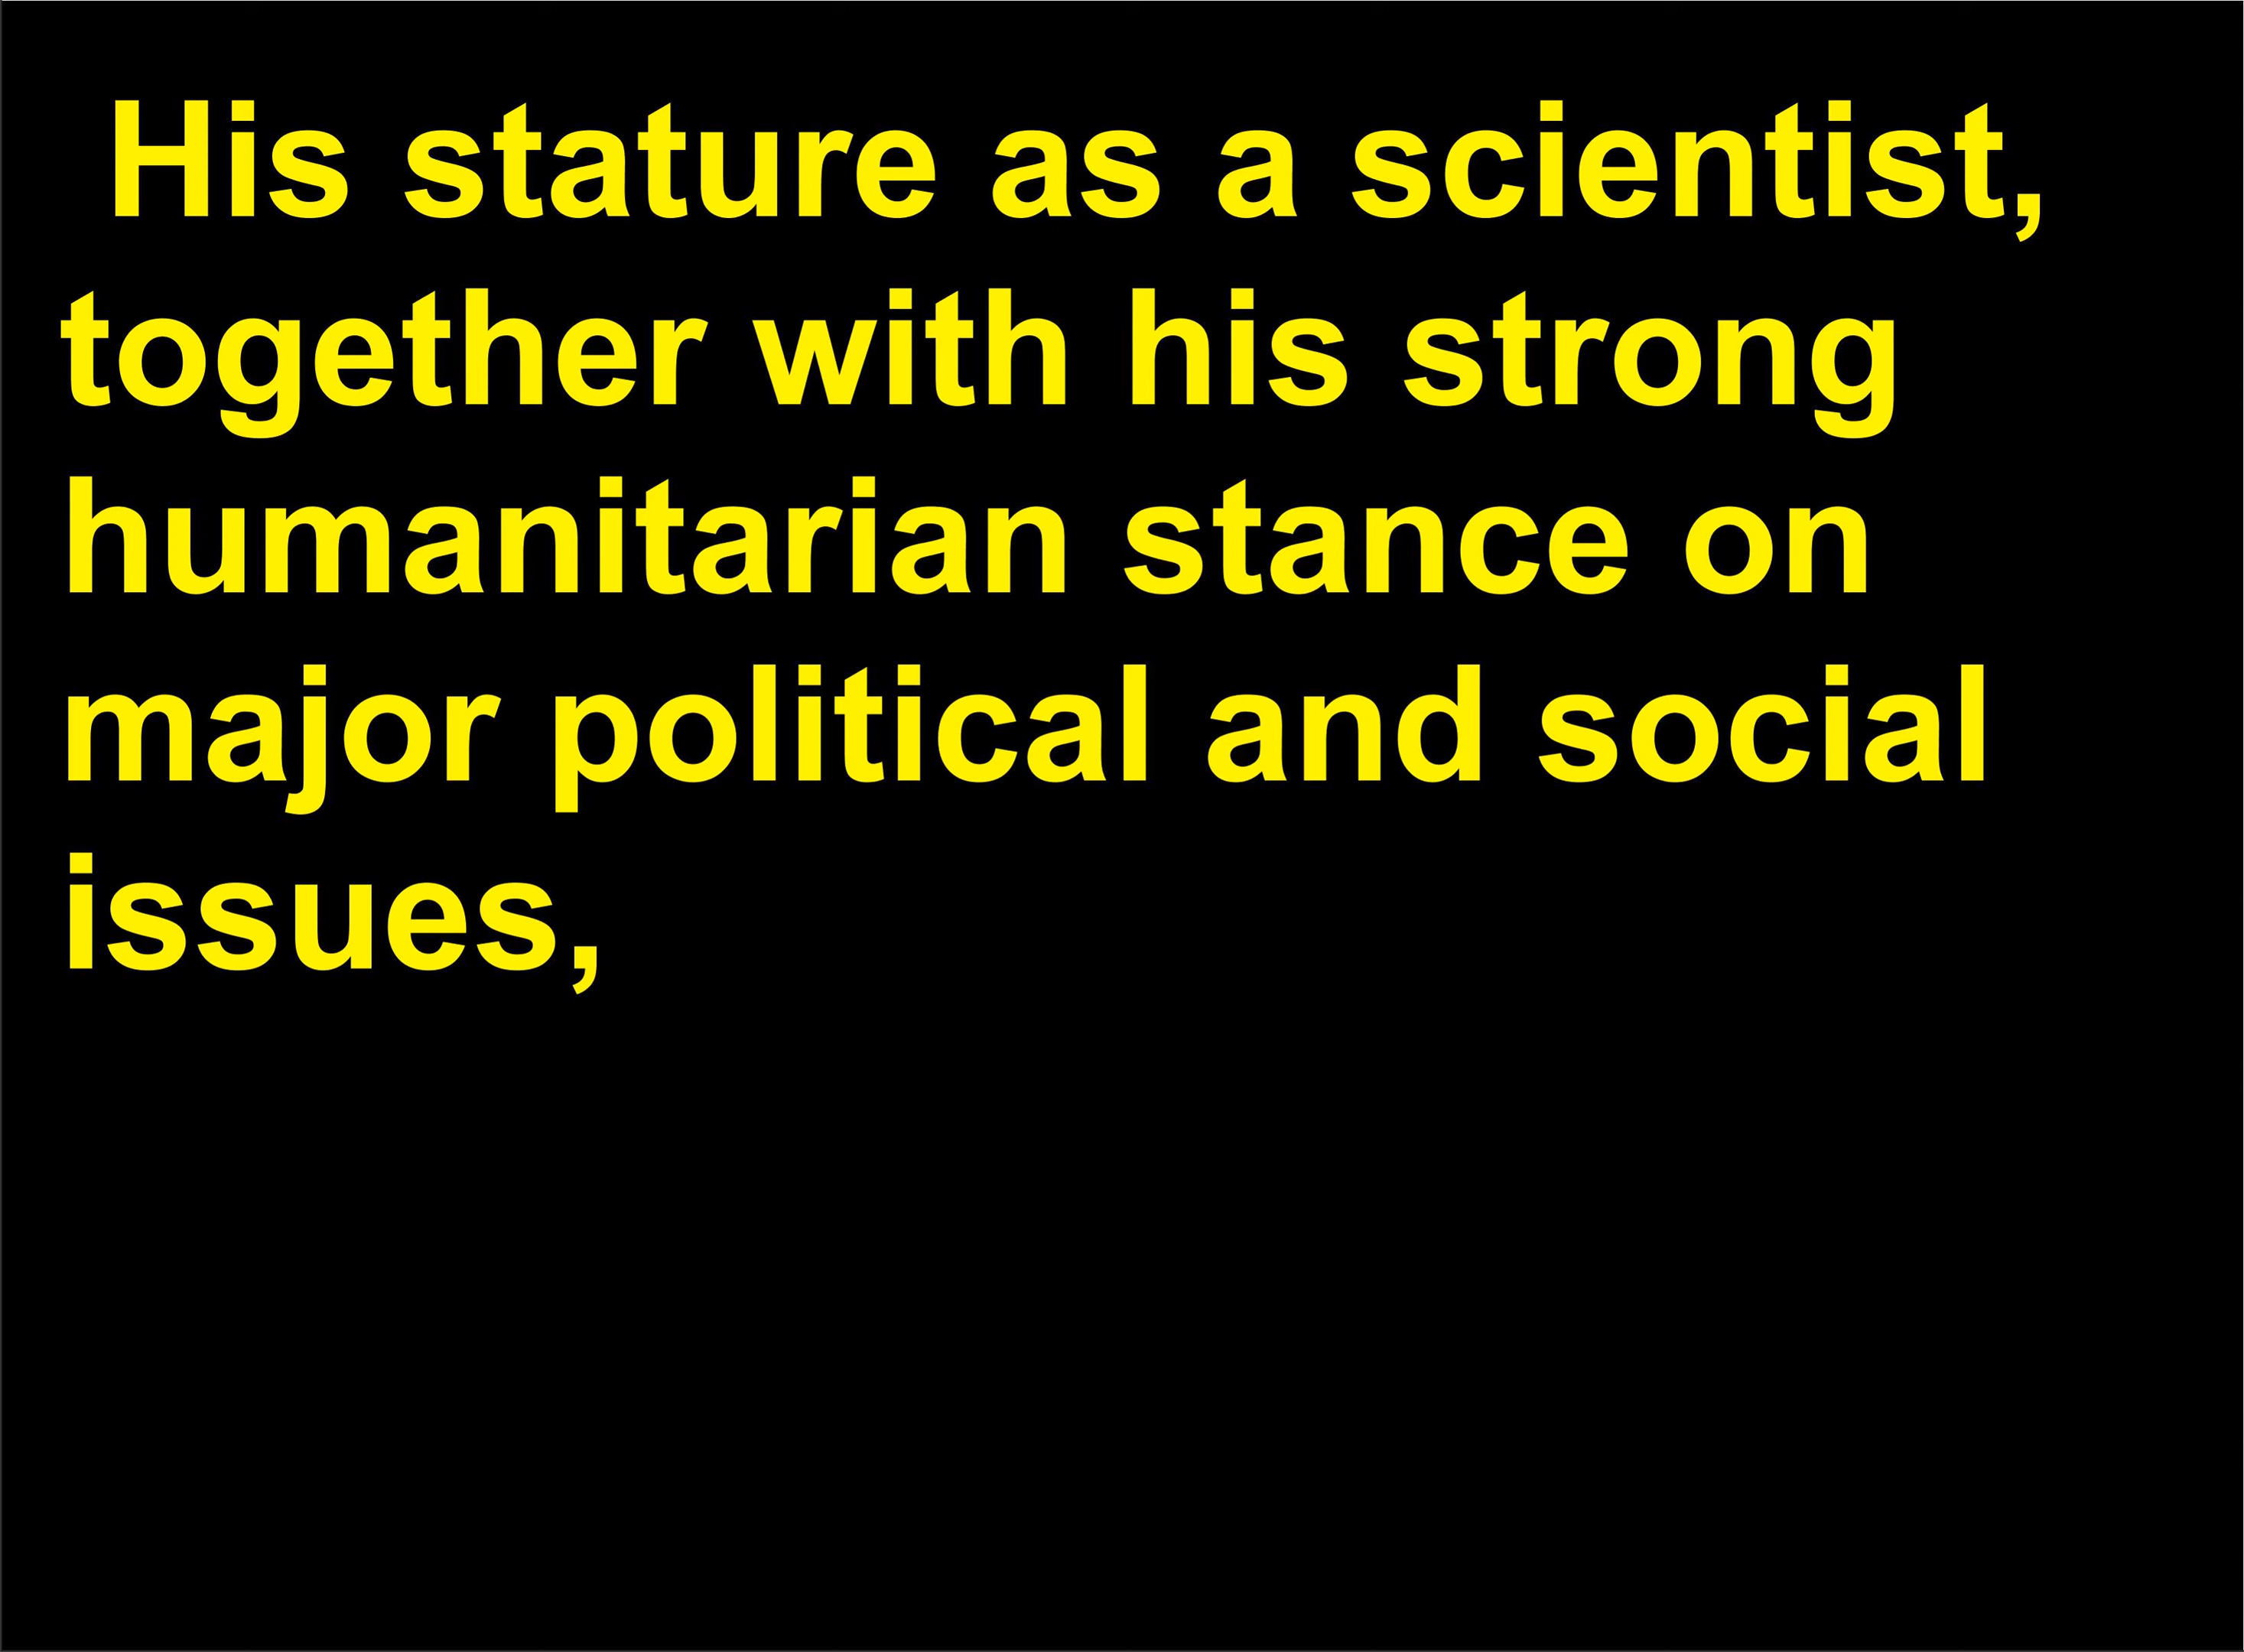 His stature as a scientist,
together with his strong
humanitarian stance on
major political and social
issues,